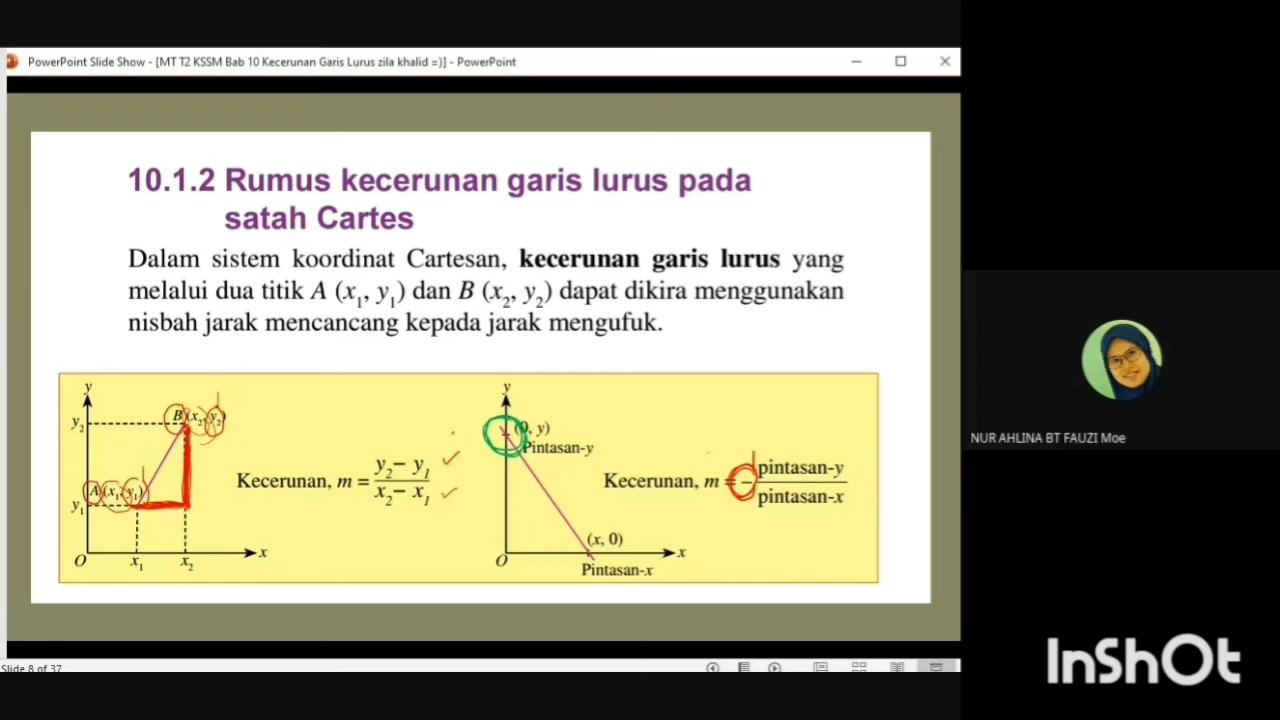 PowerPoint Slide Show - [MT T2 KSSM Bab 10 Kecerunan Garis Lurus zila khalid =)] - PowerPoint
10.1.2 Rumus kecerunan garis lurus pada
satah Cartes
Dalam sistem koordinat Cartesan, kecerunan garis lurus yang
melalui dua titik A (x₁, y₁) dan B (x₂, y₂) dapat dikira menggunakan
nisbah jarak mencancang kepada jarak mengufuk.
y
y₂
B(x₂, y₂)
A(x₁, y₁)
y₁
O
x₁
x₂
x
Kecerunan, m = y₂ – y₁
x₂ – x₁
y
(0, y)
Pintasan-y
(x, 0)
O
x
Pintasan-x
Kecerunan, m = – pintasan-y
pintasan-x
Slide 8 of 37
NUR AHLINA BT FAUZI Moe
InShOt